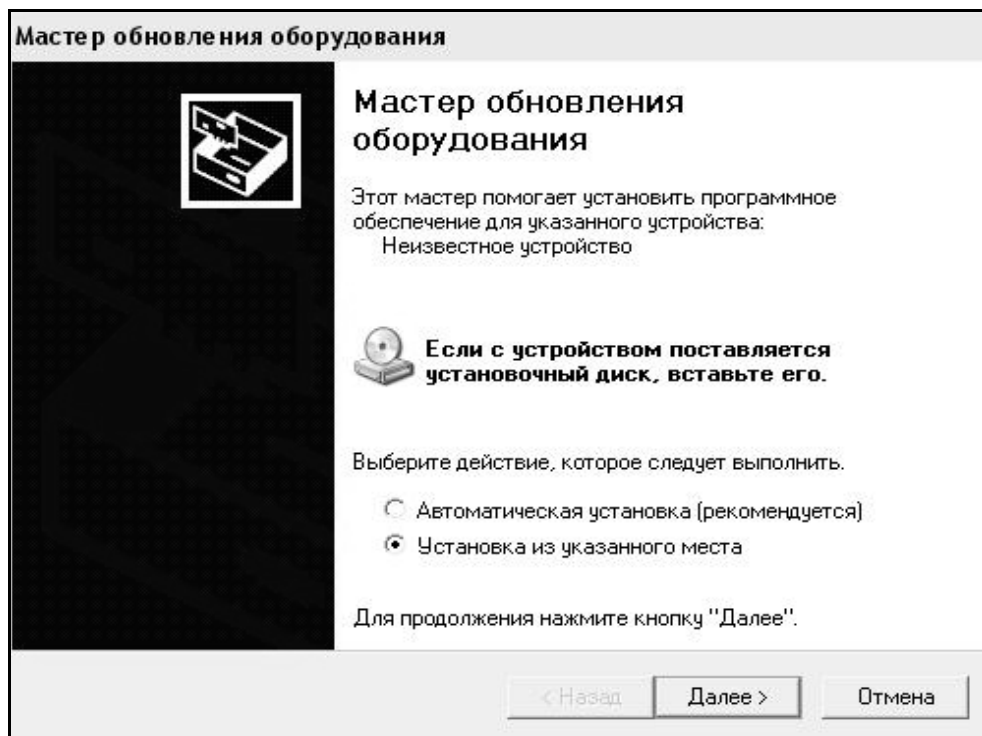 Мастер обновления оборудования
Мастер обновления
оборудования
Этот мастер помогает установить программное
обеспечение для указанного устройства:
Неизвестное устройство
Если с устройством поставляется
установочный диск, вставьте его.
Выберите действие, которое следует выполнить.
Автоматическая установка (рекомендуется)
Установка из указанного места
Для продолжения нажмите кнопку "Далее".
< Назад
Далее >
Отмена